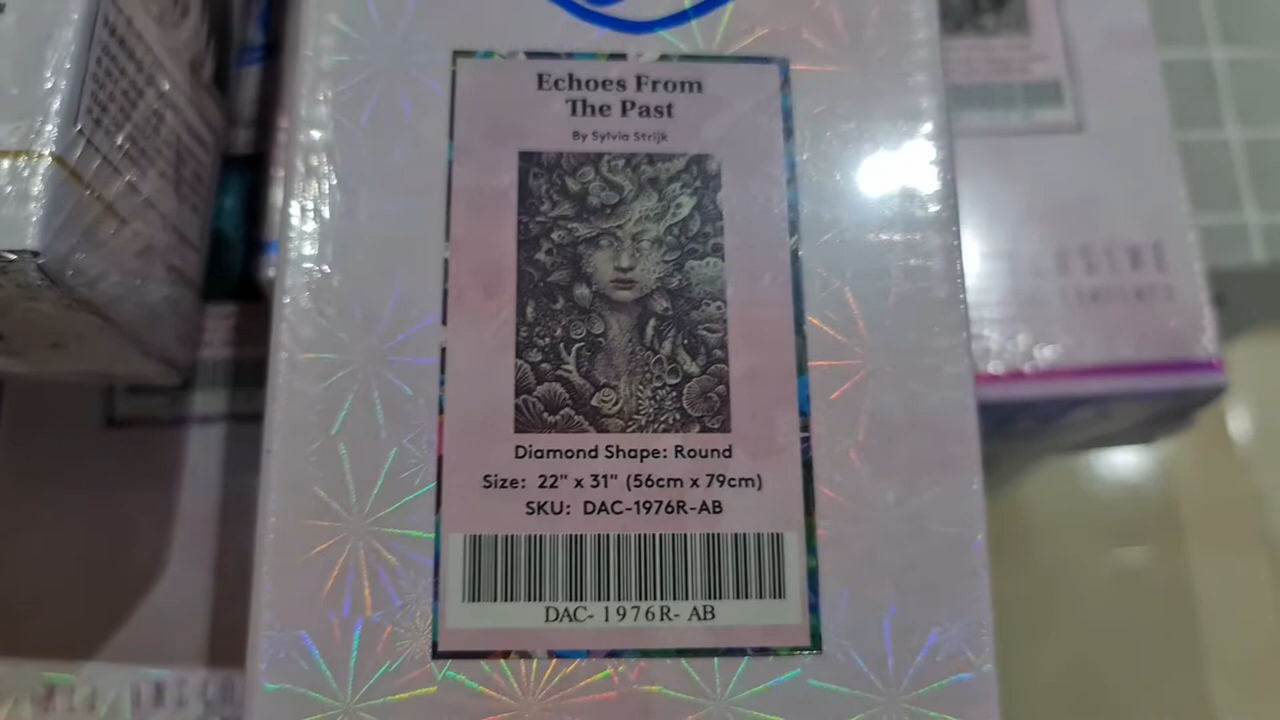 Echoes From
The Past
By Sylvia Strijk
Diamond Shape: Round
Size: 22" x 31" (56cm x 79cm)
SKU: DAC-1976R-AB
DAC- 1976R- AB